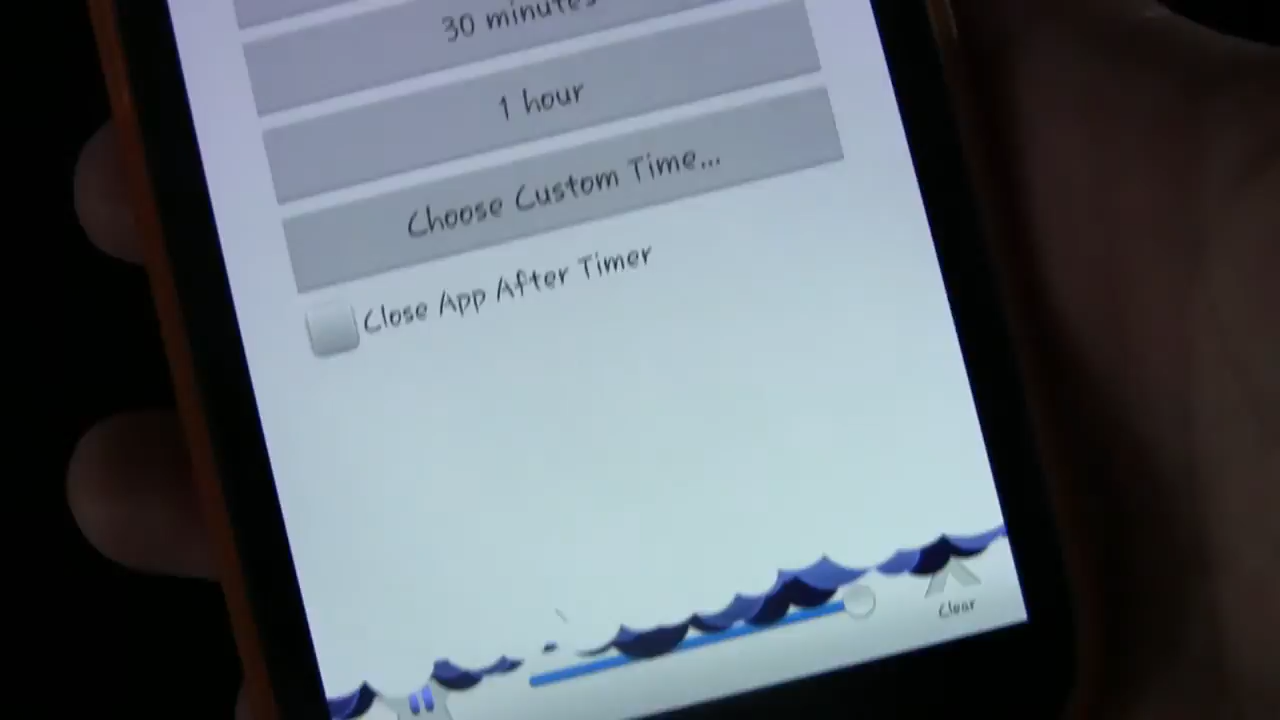 30 minutes
1 hour
Choose Custom Time...
Close App After Timer
Clear